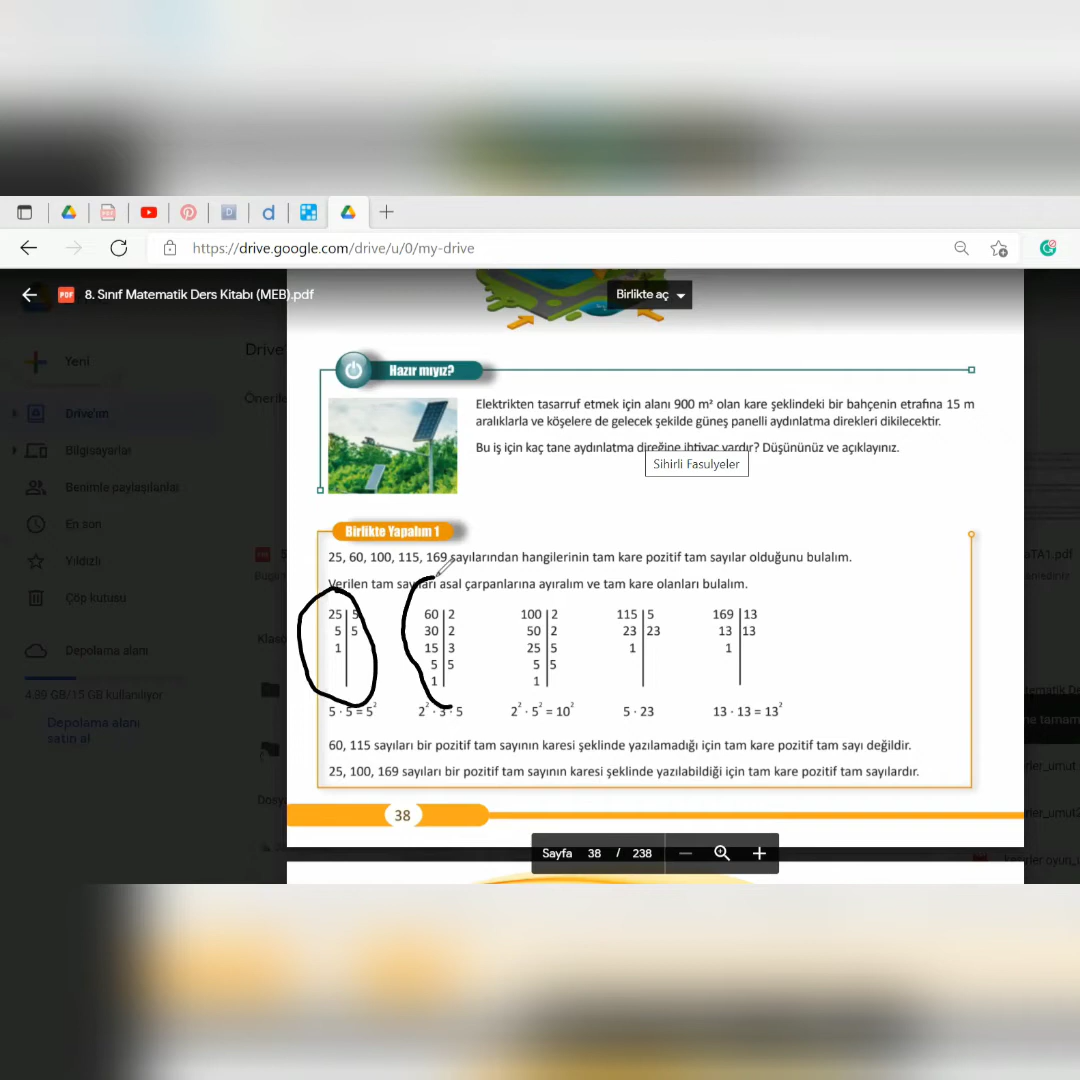 https://drive.google.com/drive/u/0/my-drive
PDF
8. Sınıf Matematik Ders Kitabı (MEB).pdf
Birlikte aç
Yeni
Drive'ım
Bilgisayarlar
Benimle paylaşılanlar
En son
Yıldızlı
Çöp kutusu
Depolama alanı
4.99 GB/15 GB kullanılıyor
Depolama alanı
satın al
Hazır mıyız?
Elektrikten tasarruf etmek için alanı 900 m² olan kare şeklindeki bir bahçenin etrafına 15 m
aralıklarla ve köşelere de gelecek şekilde güneş panelli aydınlatma direkleri dikilecektir.
Bu iş için kaç tane aydınlatma direğine ihtiyaç vardır? Düşününüz ve açıklayınız.
Sihirli Fasulyeler
Birlikte Yapalım 1
25, 60, 100, 115, 169 sayılarından hangilerinin tam kare pozitif tam sayılar olduğunu bulalım.
Verilen tam sayıları asal çarpanlarına ayıralım ve tam kare olanları bulalım.
25 5 60 2 100 2 115 5 169 13
5 5 30 2 50 2 23 23 13 13
1 15 3 25 5 1 1
5 5 5 5
1 1
5 · 5 = 5² 2² · 3 · 5 2² · 5² = 10² 5 · 23 13 · 13 = 13²
60, 115 sayıları bir pozitif tam sayının karesi şeklinde yazılamadığı için tam kare pozitif tam sayı değildir.
25, 100, 169 sayıları bir pozitif tam sayının karesi şeklinde yazılabildiği için tam kare pozitif tam sayılardır.
38
Sayfa 38 / 238